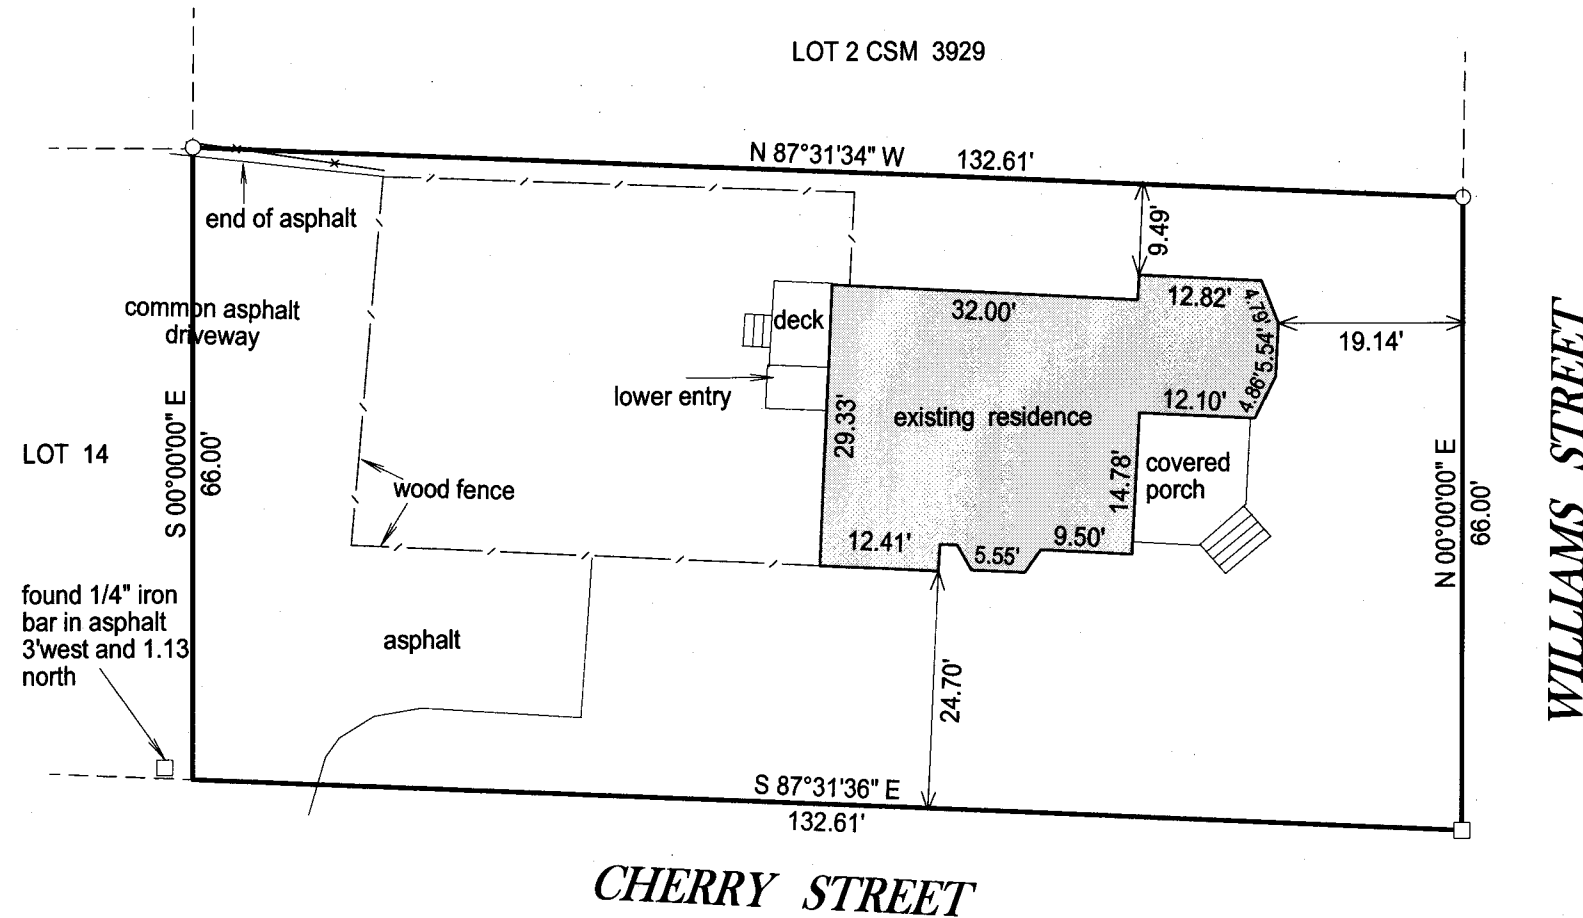 LOT 2 CSM 3929
N 87°31'34" W 132.61'
end of asphalt
9.49'
common asphalt
driveway
deck
32.00'
12.82'
4.79'
5.54'
4.86'
19.14'
lower entry
29.33'
existing residence
12.10'
LOT 14
S 00°00'00" E
66.00'
wood fence
14.78'
covered
porch
N 00°00'00" E
66.00'
WILLIAMS STREET
12.41'
5.55'
9.50'
found 1/4" iron
bar in asphalt
3'west and 1.13
north
asphalt
24.70'
S 87°31'36" E
132.61'
CHERRY STREET